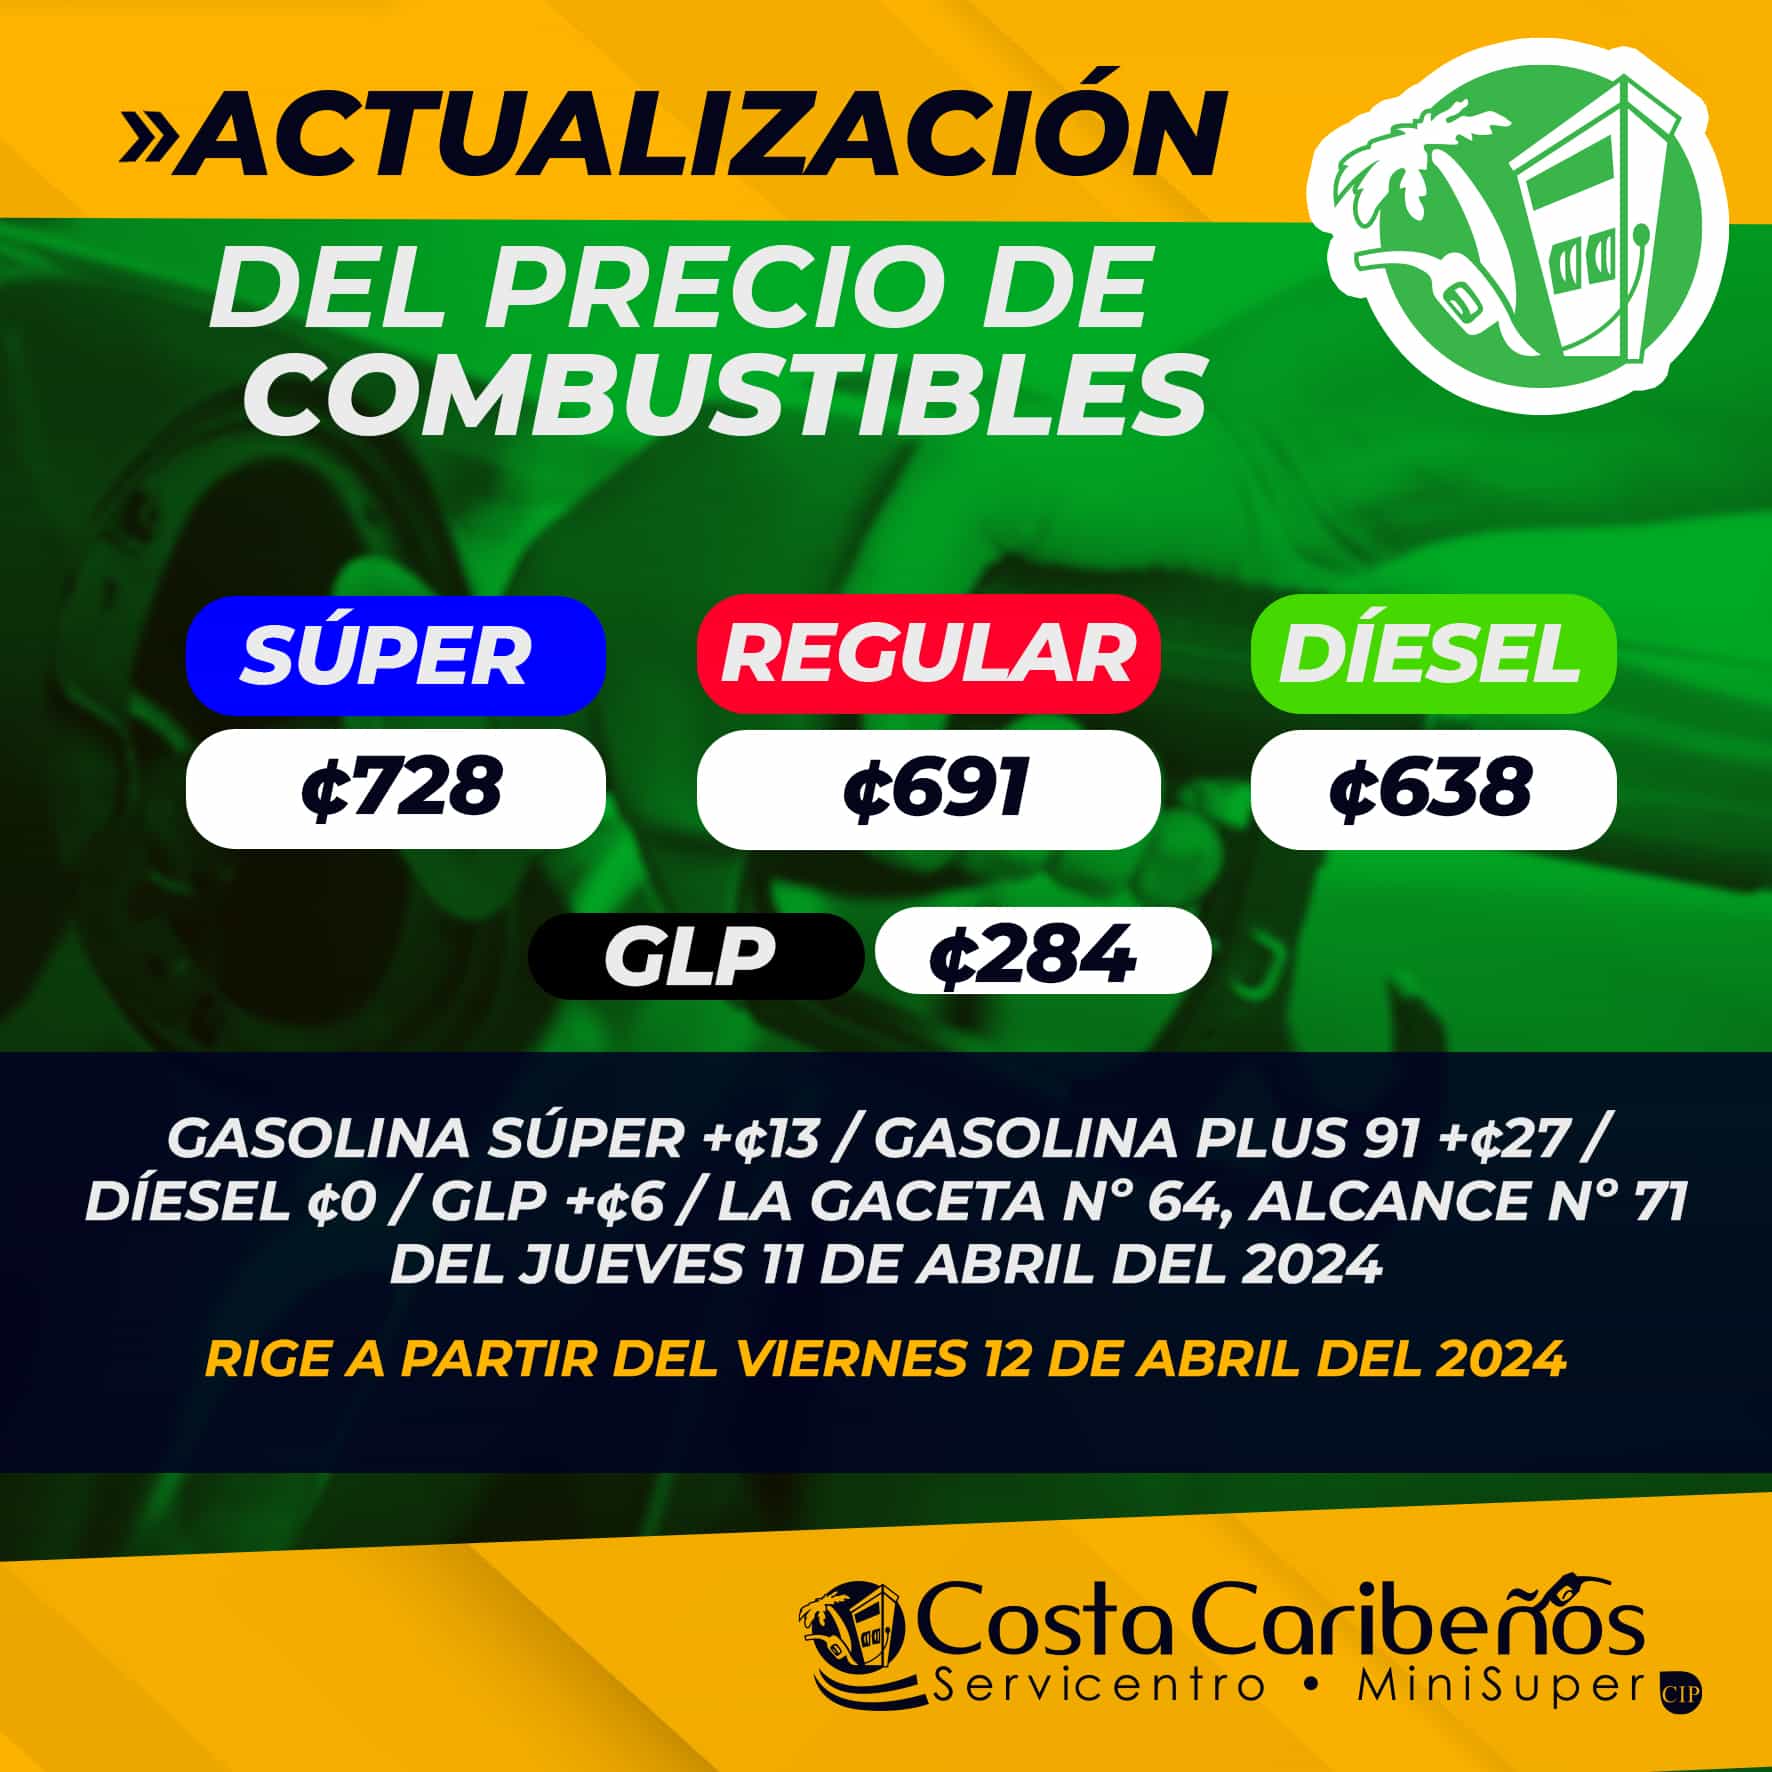 »ACTUALIZACIÓN
DEL PRECIO DE
COMBUSTIBLES
SÚPER
REGULAR
DÍESEL
¢728
¢691
¢638
GLP
¢284
GASOLINA SÚPER +¢13 / GASOLINA PLUS 91 +¢27 /
DÍESEL ¢0 / GLP +¢6 / LA GACETA Nº 64, ALCANCE Nº 71
DEL JUEVES 11 DE ABRIL DEL 2024
RIGE A PARTIR DEL VIERNES 12 DE ABRIL DEL 2024
Costa Caribeños
Servicentro • MiniSuper CIP